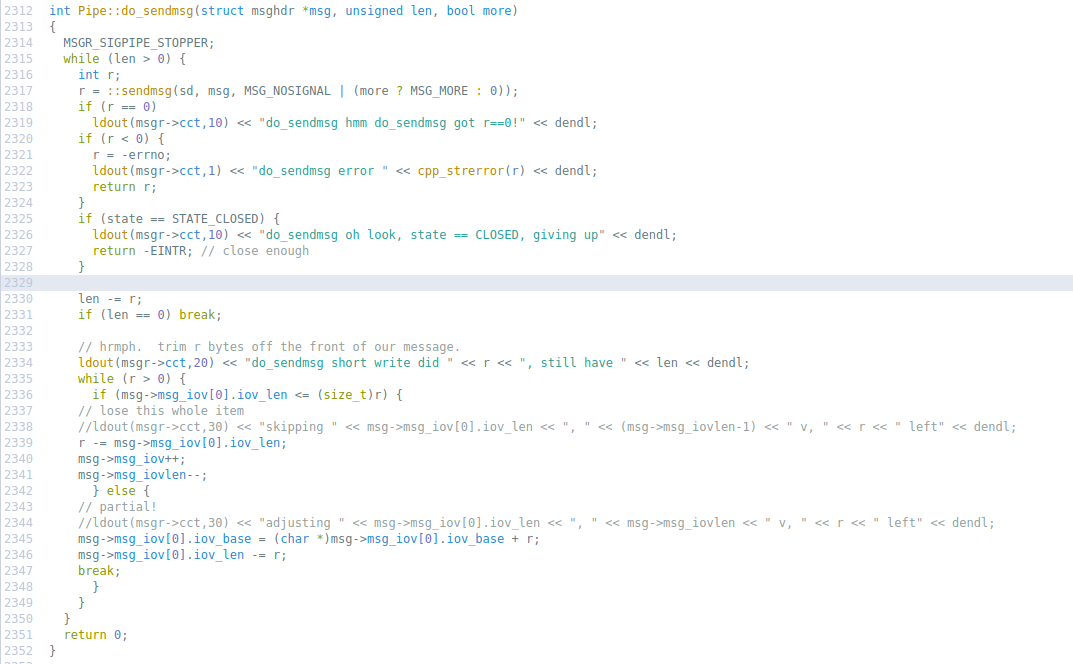 2312 int Pipe::do_sendmsg(struct msghdr *msg, unsigned len, bool more)
2313 {
2314   MSGR_SIGPIPE_STOPPER;
2315   while (len > 0) {
2316     int r;
2317     r = ::sendmsg(sd, msg, MSG_NOSIGNAL | (more ? MSG_MORE : 0));
2318     if (r == 0)
2319       ldout(msgr->cct,10) << "do_sendmsg hmm do_sendmsg got r==0!" << dendl;
2320     if (r < 0) {
2321       r = -errno;
2322       ldout(msgr->cct,1) << "do_sendmsg error " << cpp_strerror(r) << dendl;
2323       return r;
2324     }
2325     if (state == STATE_CLOSED) {
2326       ldout(msgr->cct,10) << "do_sendmsg oh look, state == CLOSED, giving up" << dendl;
2327       return -EINTR; // close enough
2328     }
2329
2330     len -= r;
2331     if (len == 0) break;
2332
2333     // hrmph.  trim r bytes off the front of our message.
2334     ldout(msgr->cct,20) << "do_sendmsg short write did " << r << ", still have " << len << dendl;
2335     while (r > 0) {
2336       if (msg->msg_iov[0].iov_len <= (size_t)r) {
2337     // lose this whole item
2338     //ldout(msgr->cct,30) << "skipping " << msg->msg_iov[0].iov_len << ", " << (msg->msg_iovlen-1) << " v, " << r << " left" << dendl;
2339     r -= msg->msg_iov[0].iov_len;
2340     msg->msg_iov++;
2341     msg->msg_iovlen--;
2342       } else {
2343     // partial!
2344     //ldout(msgr->cct,30) << "adjusting " << msg->msg_iov[0].iov_len << ", " << msg->msg_iovlen << " v, " << r << " left" << dendl;
2345     msg->msg_iov[0].iov_base = (char *)msg->msg_iov[0].iov_base + r;
2346     msg->msg_iov[0].iov_len -= r;
2347     break;
2348       }
2349     }
2350   }
2351   return 0;
2352 }